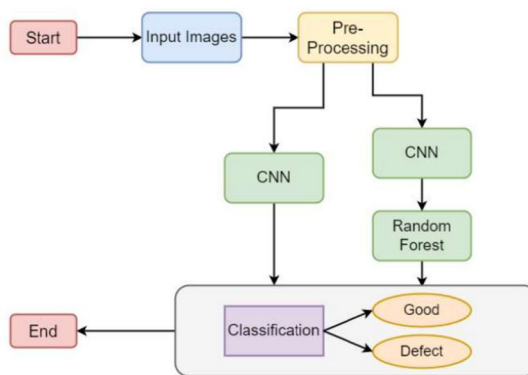 Start
Input Images
Pre-
Processing
CNN
CNN
Random
Forest
Classification
Good
Defect
End